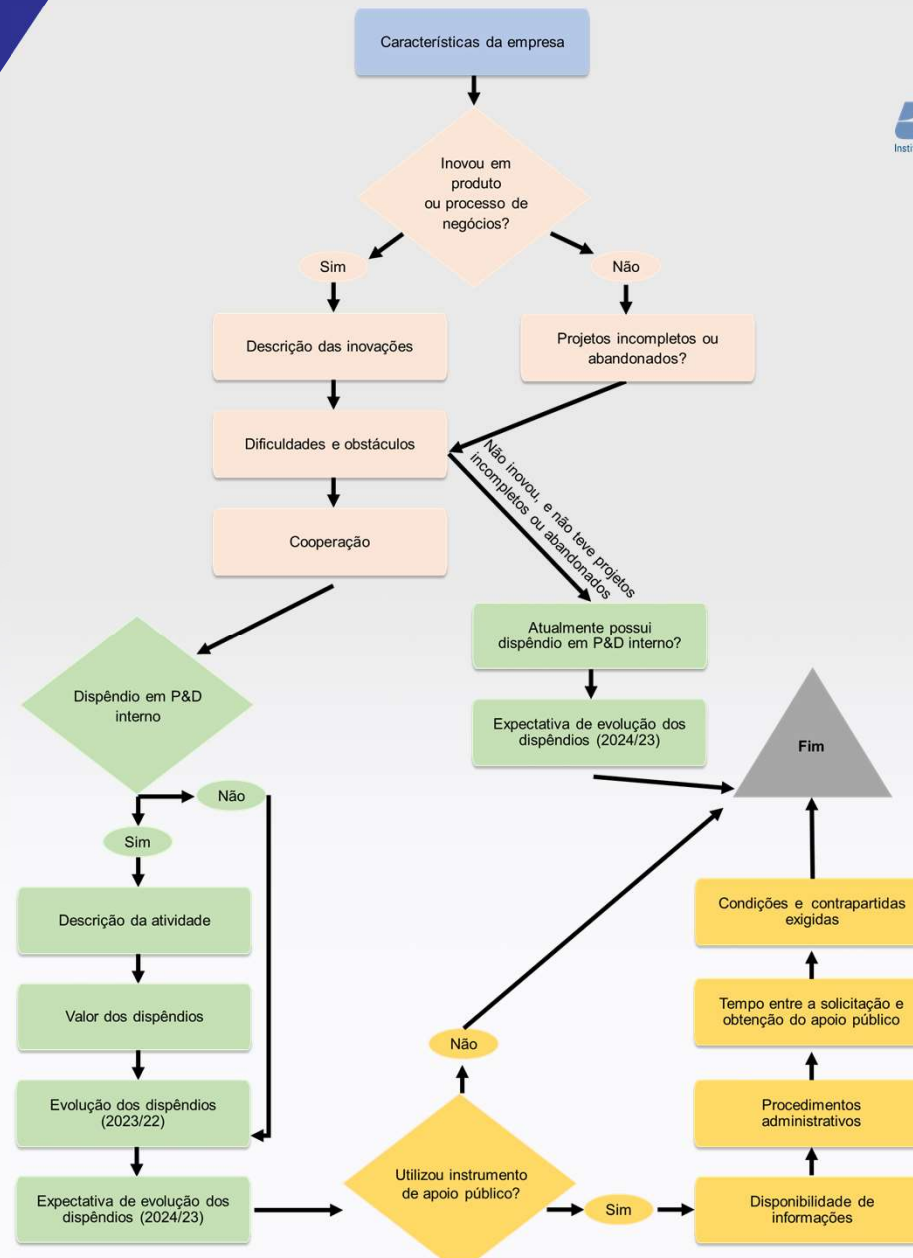 Características da empresa
Instit
Inovou em
produto
ou processo de
negócios?
Sim
Não
Descrição das inovações
Projetos incompletos ou
abandonados?
Dificuldades e obstáculos
Não inovou, e não teve projetos
incompletos ou abandonados
Cooperação
Atualmente possui
dispêndio em P&D interno?
Dispêndio em P&D
interno
Expectativa de evolução dos
dispêndios (2024/23)
Fim
Não
Sim
Descrição da atividade
Condições e contrapartidas
exigidas
Valor dos dispêndios
Tempo entre a solicitação e
obtenção do apoio público
Não
Evolução dos dispêndios
(2023/22)
Procedimentos
administrativos
Utilizou instrumento
de apoio público?
Expectativa de evolução dos
dispêndios (2024/23)
Sim
Disponibilidade de
informações